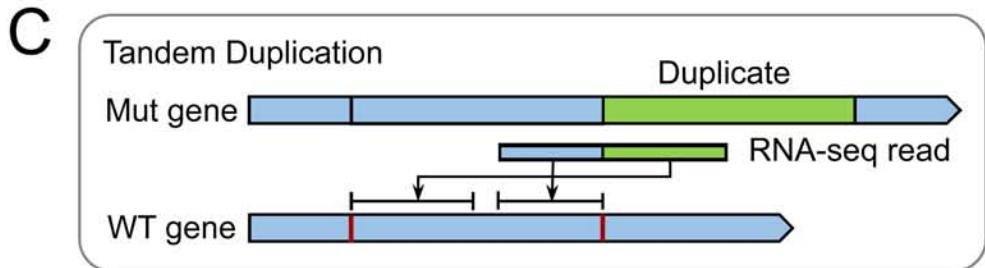 C
Tandem Duplication
Duplicate
Mut gene
RNA-seq read
WT gene